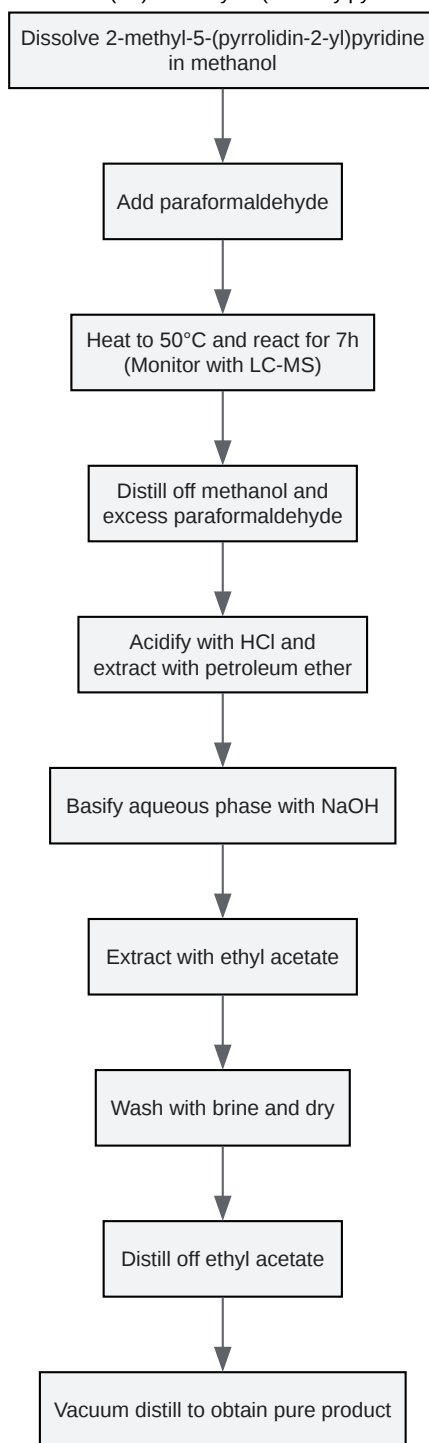 Dissolve 2-methyl-5-(pyrrolidin-2-yl)pyridine
in methanol
Add paraformaldehyde
Heat to 50°C and react for 7h
(Monitor with LC-MS)
Distill off methanol and
excess paraformaldehyde
Acidify with HCl and
extract with petroleum ether
Basify aqueous phase with NaOH
Extract with ethyl acetate
Wash with brine and dry
Distill off ethyl acetate
Vacuum distill to obtain pure product